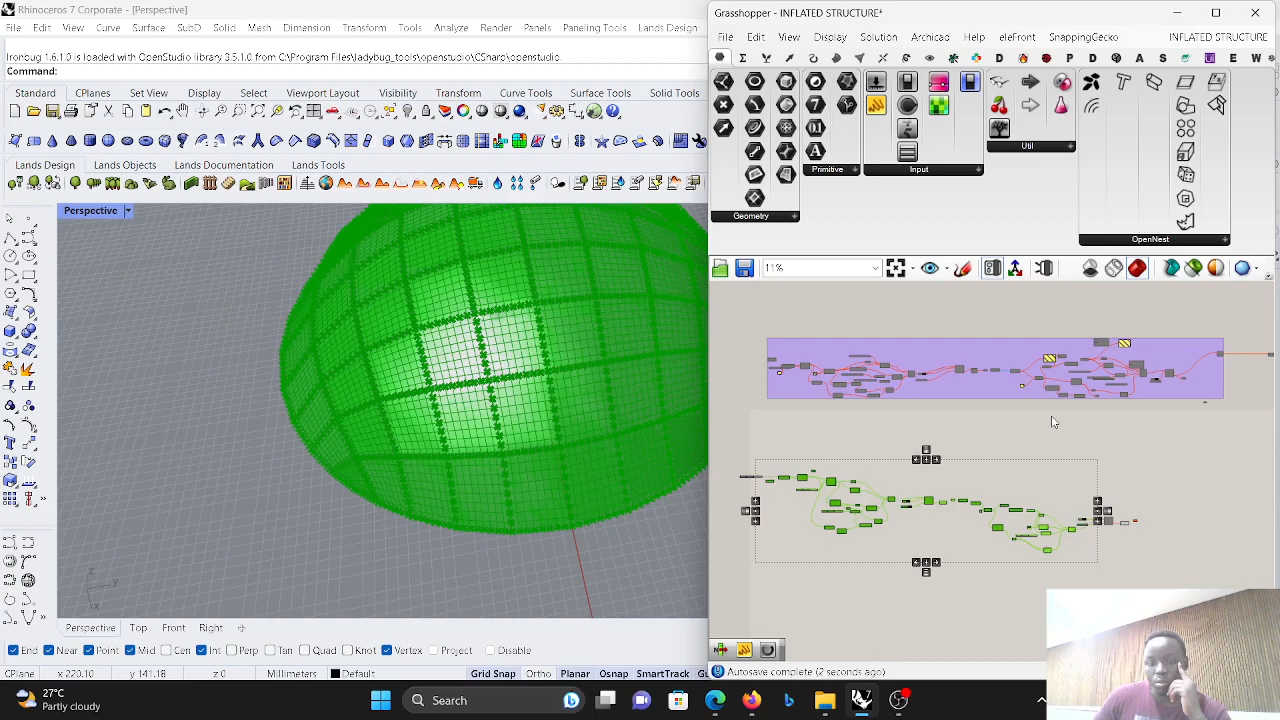 Rhinoceros 7 Corporate - [Perspective]
File Edit View Curve Surface SubD Solid Mesh Dimension Transform Tools Analyze Render Panels Paneling Tools Lands Design
Ironbug 1.6.1.0 is loaded with OpenStudio library 3.5.1.0 from C:\Program Files\ladybug_tools\openstudio\CSharp\openstudio.
Command:
Standard CPlanes Set View Display Select Viewport Layout Visibility Transform Curve Tools Surface Tools Solid Tools
Lands Design Lands Objects Lands Documentation Lands Tools
Perspective
z
y
x
Perspective Top Front Right
End Near Point Mid Cen Int Perp Tan Quad Knot Vertex Project Disable
y 141.18 z 0 Millimeters Default Grid Snap Ortho Planar Osnap SmartTrack
Grasshopper - INFLATED STRUCTURE*
File Edit View Display Solution Archicad Help eleFront SnappingGecko INFLATED STRUCTURE*
P D A S U E W
Geometry Primitive Input Util OpenNest
11%
Autosave complete (2 seconds ago)
27°C
Partly cloudy
Search